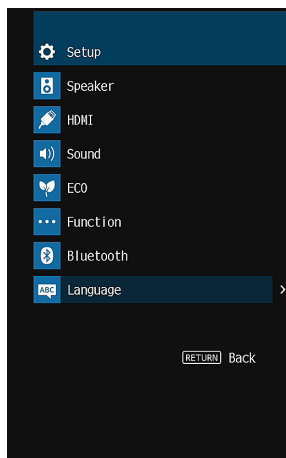 Setup
Speaker
HDMI
Sound
ECO
Function
Bluetooth
ABC Language
RETURN Back